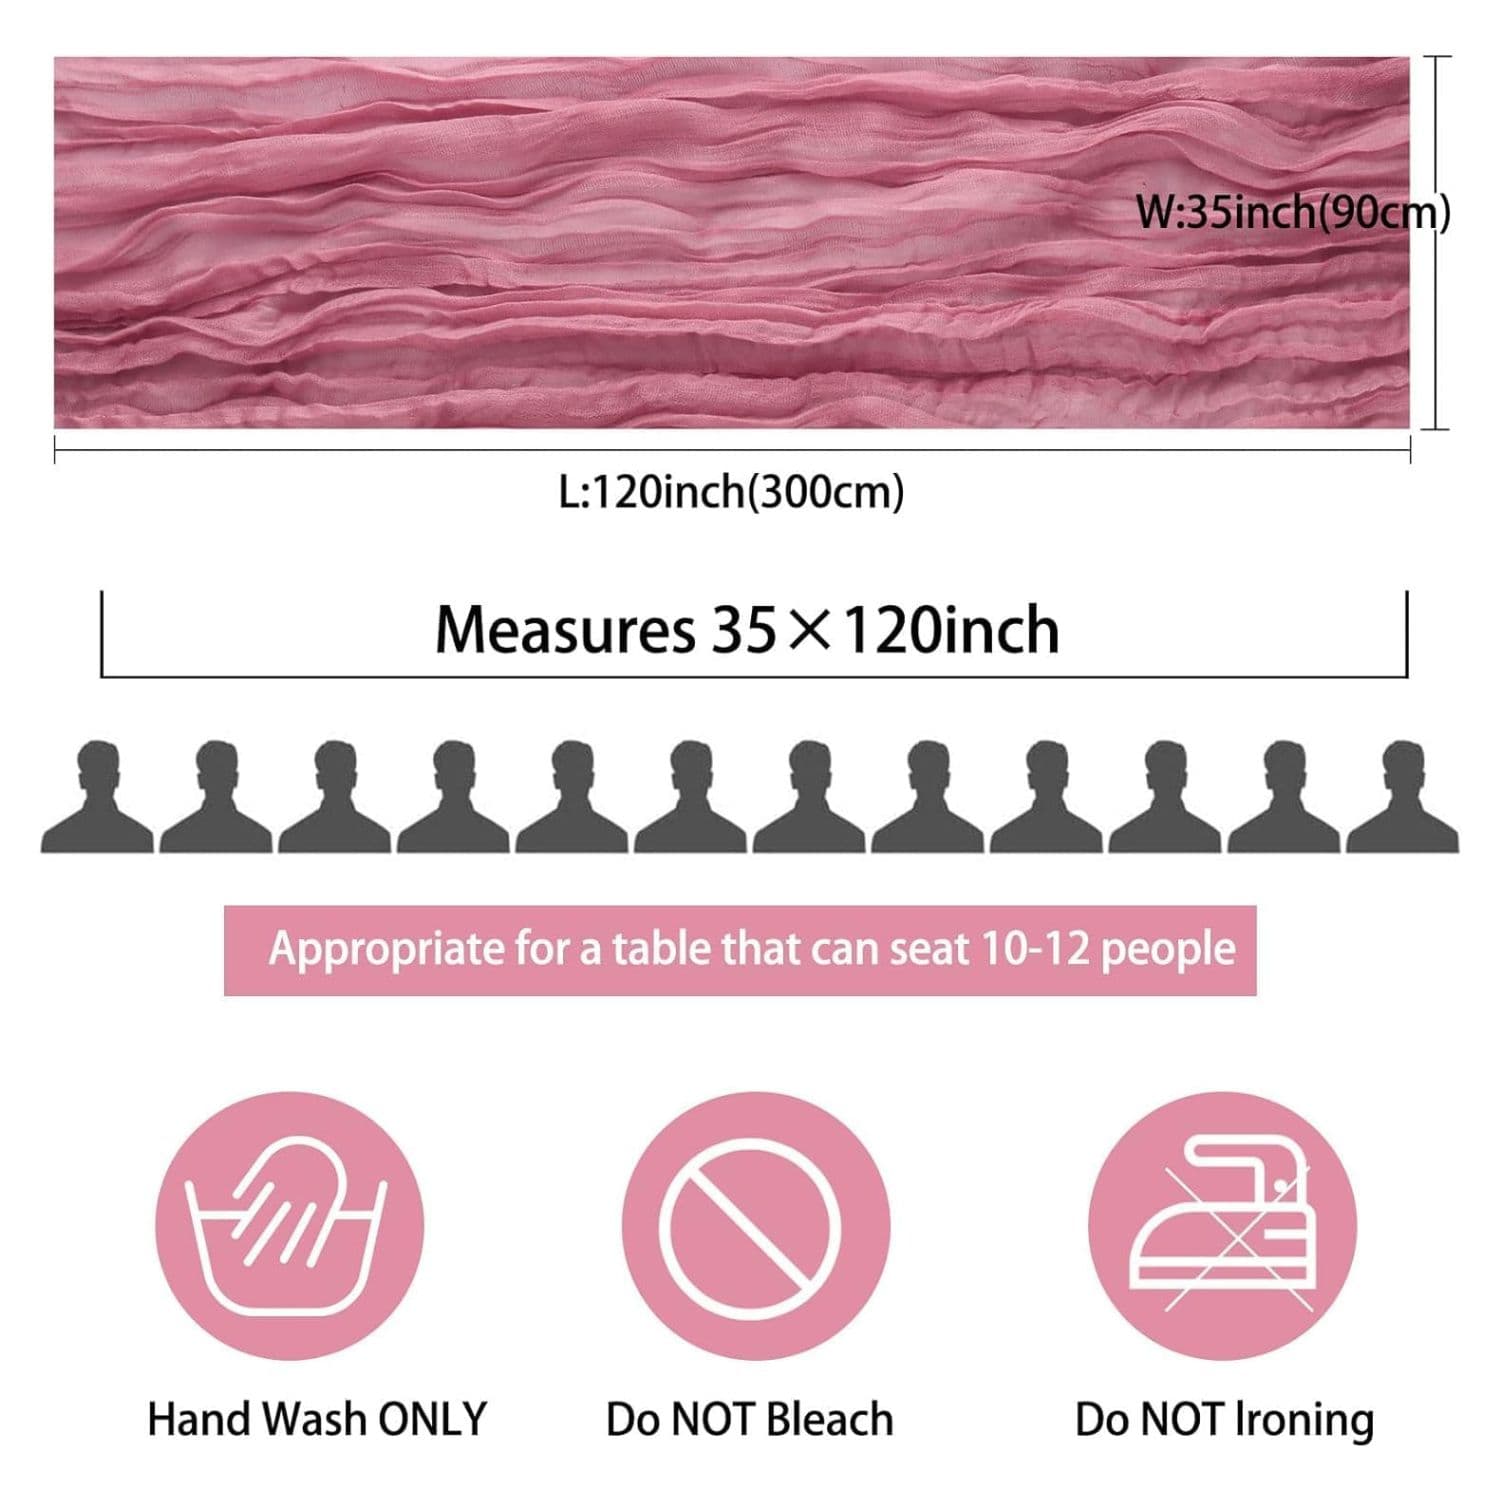 W:35inch(90cm)
L:120inch(300cm)
Measures 35×120inch
Appropriate for a table that can seat 10-12 people
Hand Wash ONLY
Do NOT Bleach
Do NOT Ironing